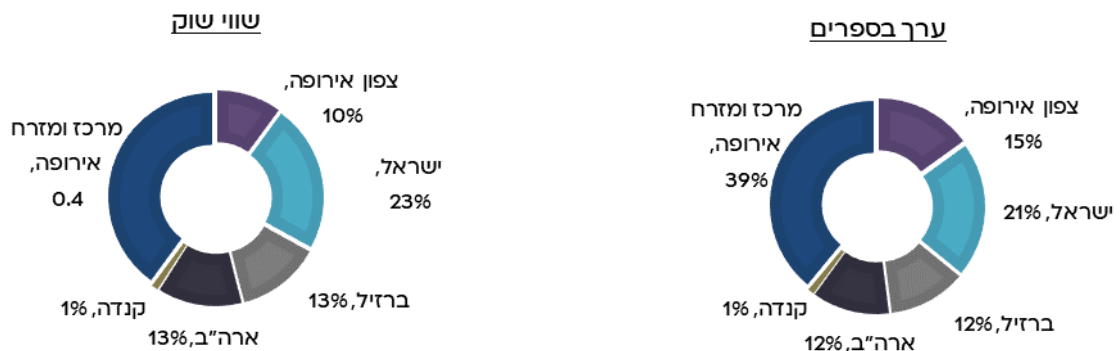 ערך בספרים
צפון אירופה,
15%
ישראל, 21%
ברזיל, 12%
ארה"ב, 12%
קנדה, 1%
מרכז ומזרח
אירופה,
39%
שווי שוק
צפון אירופה,
10%
ישראל,
23%
ברזיל, 13%
ארה"ב, 13%
קנדה, 1%
מרכז ומזרח
אירופה,
0.4